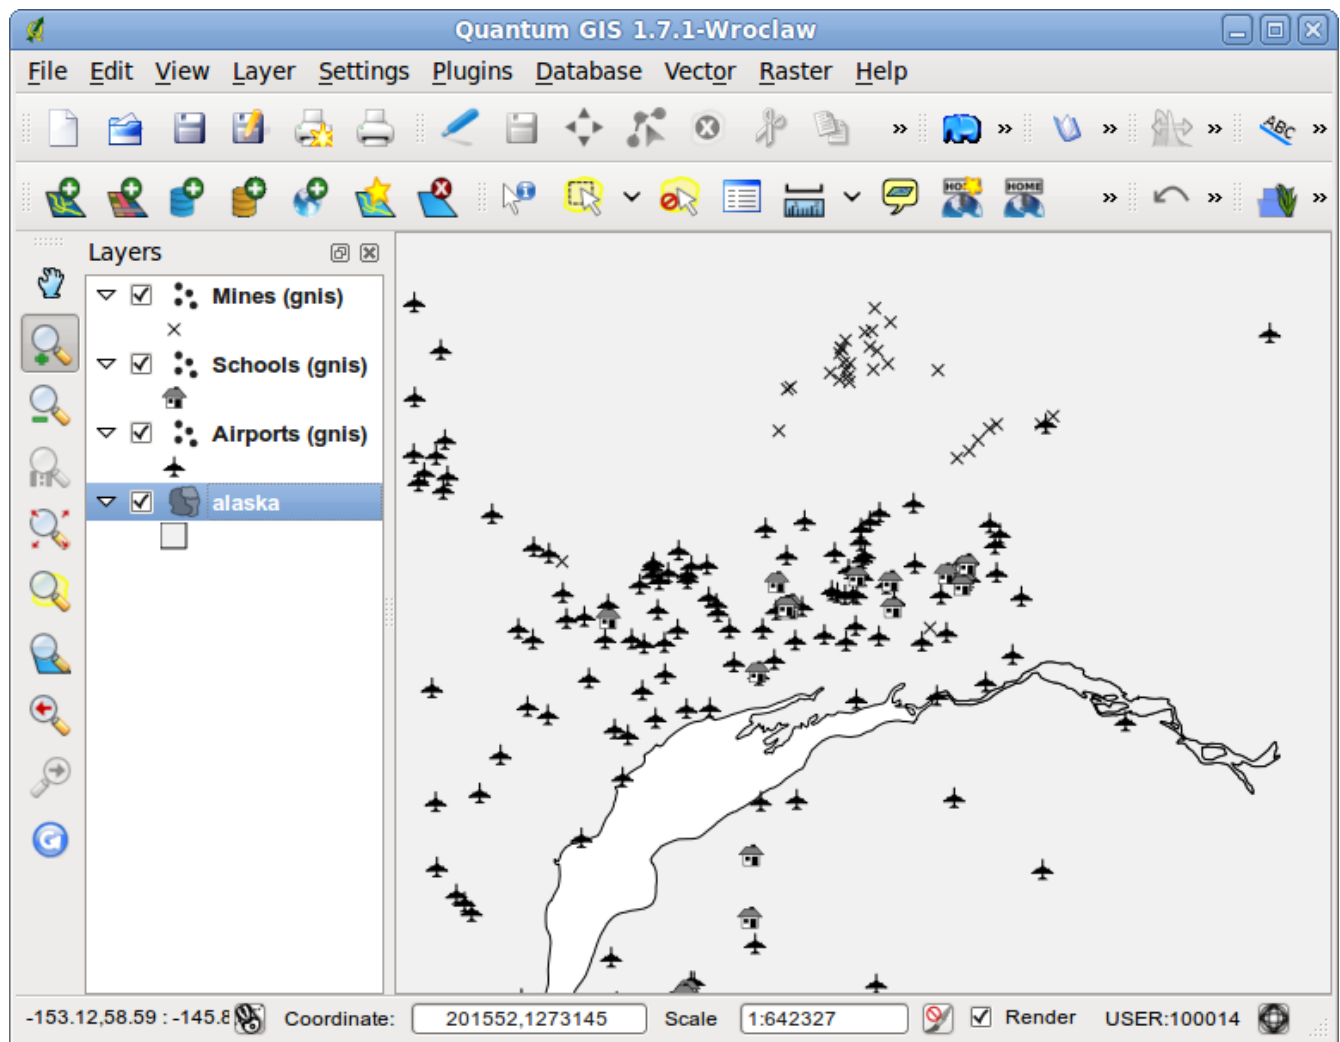 Quantum GIS 1.7.1-Wroclaw
File Edit View Layer Settings Plugins Database Vector Raster Help
ABC
HOME
Layers
Mines (gnis)
Schools (gnis)
Airports (gnis)
alaska
-153.12,58.59 : -145.8 Coordinate: 201552,1273145 Scale 1:642327 Render USER:100014